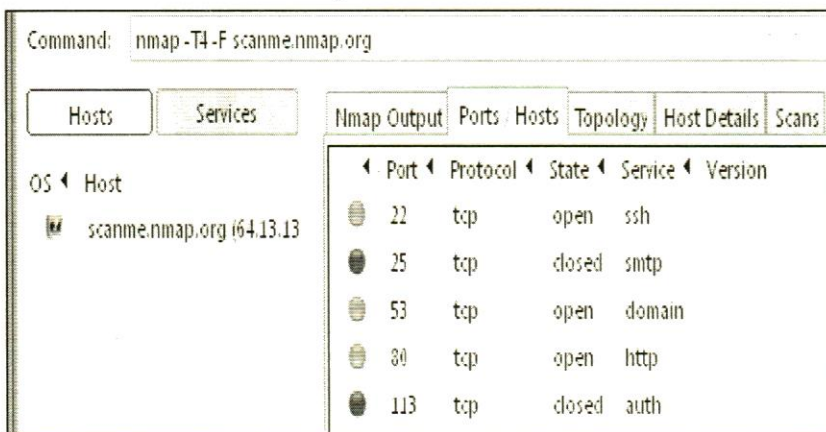 Command: nmap -T4 -F scanme.nmap.org
Hosts Services
Nmap Output Ports / Hosts Topology Host Details Scans
OS Host
scanme.nmap.org (64.13.13
Port Protocol State Service Version
22 tcp open ssh
25 tcp closed smtp
53 tcp open domain
80 tcp open http
113 tcp closed auth